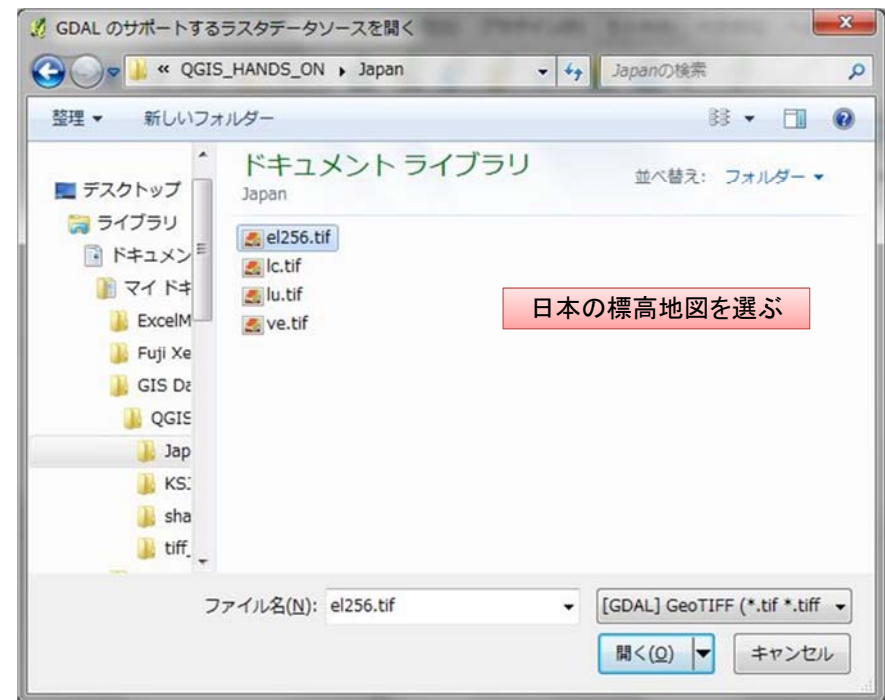 GDAL のサポートするラスタデータソースを開く
« QGIS_HANDS_ON ▸ Japan
Japanの検索
整理 ▼ 新しいフォルダー
ドキュメント ライブラリ
Japan
並べ替え: フォルダー ▼
デスクトップ
ライブラリ
ドキュメン
マイ ドキ
ExcelM
Fuji Xe
GIS Da
QGIS
Jap
KSJ
sha
tiff_
el256.tif
lc.tif
lu.tif
ve.tif
日本の標高地図を選ぶ
ファイル名(N): el256.tif
[GDAL] GeoTIFF (*.tif *.tiff
開く(O)
キャンセル